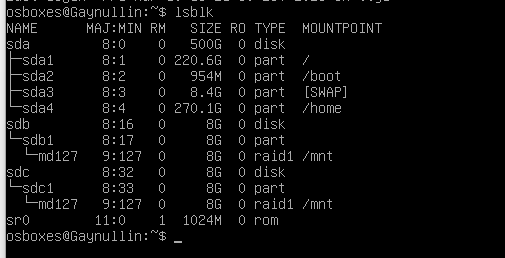 osboxes@Gaynullin:~$ lsblk
NAME        MAJ:MIN RM   SIZE RO TYPE  MOUNTPOINT
sda           8:0    0   500G  0 disk
├─sda1        8:1    0 220.6G  0 part  /
├─sda2        8:2    0   954M  0 part  /boot
├─sda3        8:3    0   8.4G  0 part  [SWAP]
└─sda4        8:4    0 270.1G  0 part  /home
sdb           8:16   0     8G  0 disk
└─sdb1        8:17   0     8G  0 part
  └─md127     9:127  0     8G  0 raid1 /mnt
sdc           8:32   0     8G  0 disk
└─sdc1        8:33   0     8G  0 part
  └─md127     9:127  0     8G  0 raid1 /mnt
sr0          11:0    1  1024M  0 rom
osboxes@Gaynullin:~$ _